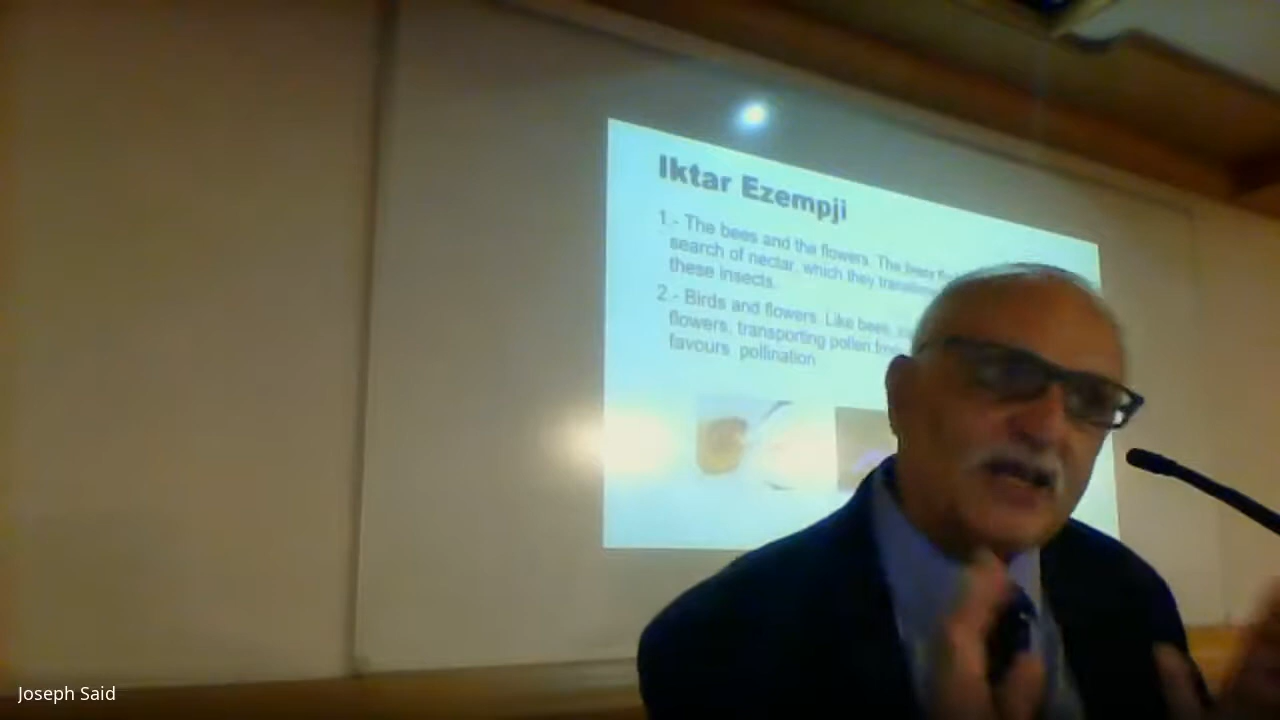 Iktar Ezempji
1.- The bees and the flowers. The bees
search of nectar, which they
these insects.
2.- Birds and flowers. Like bees,
flowers, transporting pollen
favours pollination
Joseph Said